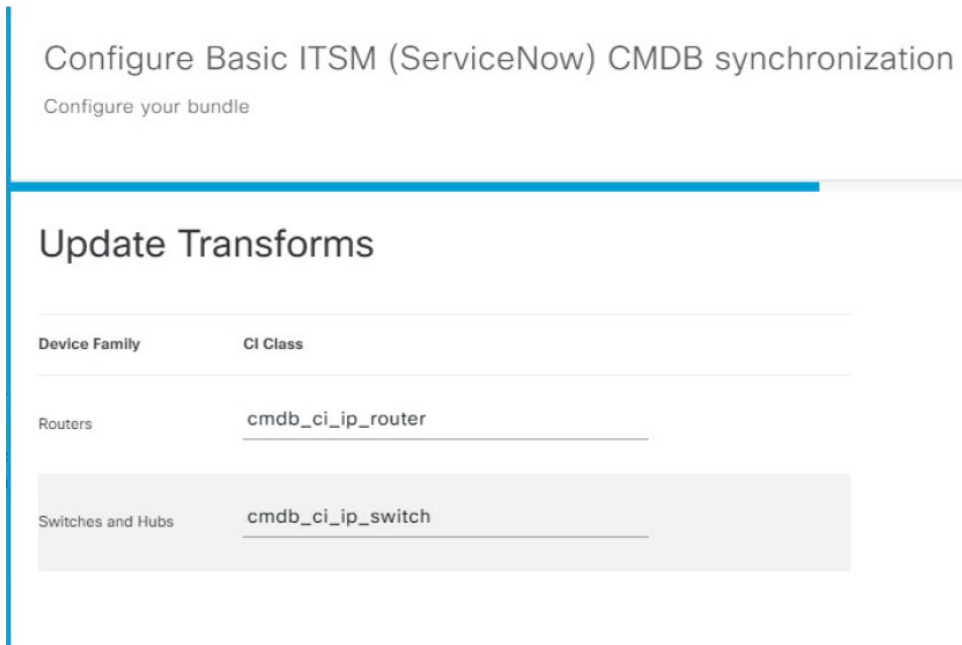 Configure Basic ITSM (ServiceNow) CMDB synchronization
Configure your bundle
Update Transforms
Device Family CI Class
Routers cmdb_ci_ip_router
Switches and Hubs cmdb_ci_ip_switch